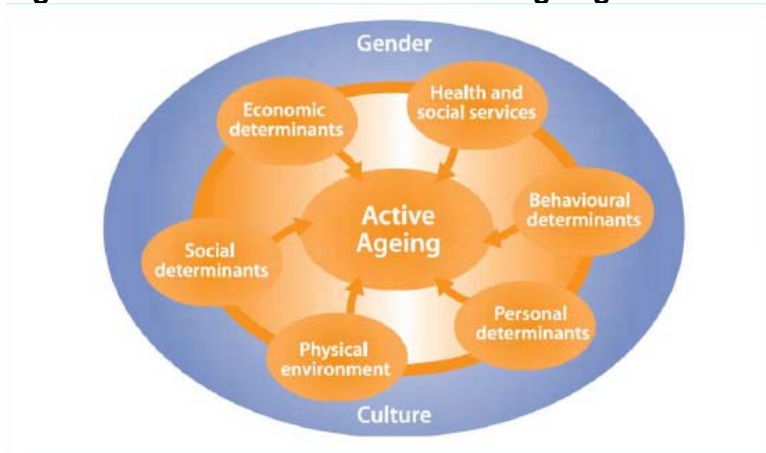 Gender
Economic
determinants
Health and
social services
Behavioural
determinants
Active
Ageing
Social
determinants
Personal
determinants
Physical
environment
Culture